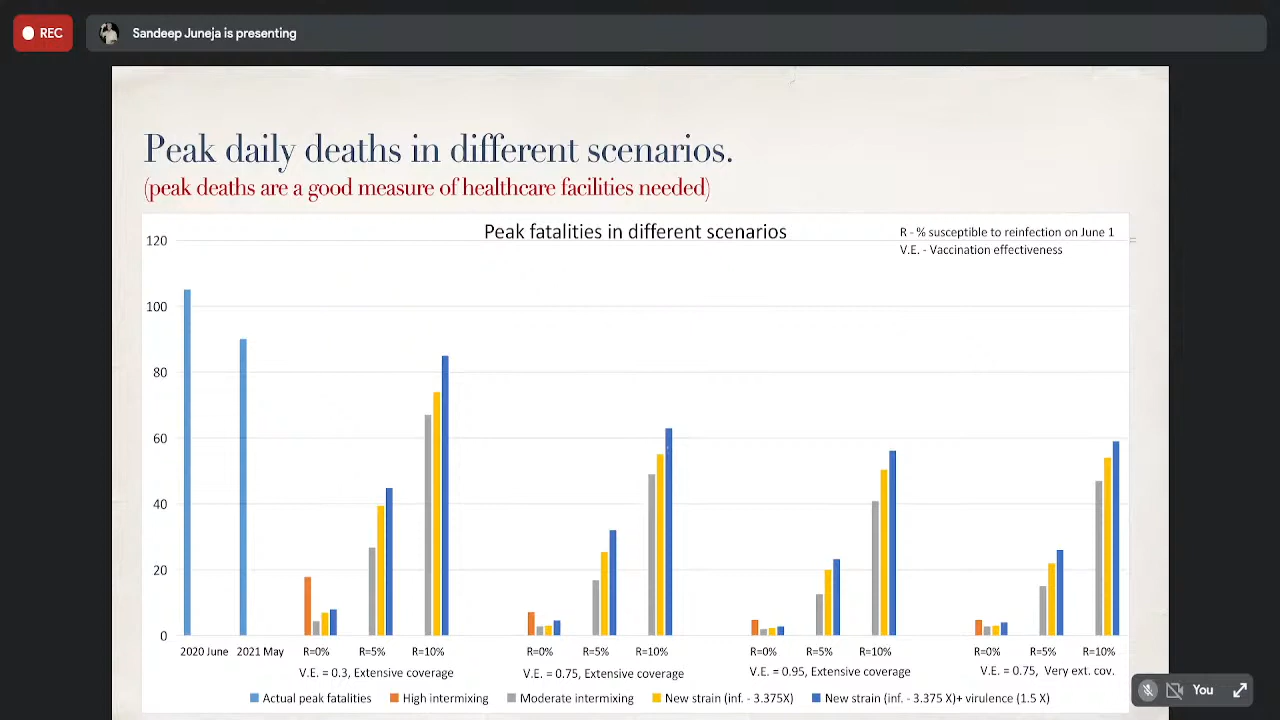 REC
Sandeep Juneja is presenting
Peak daily deaths in different scenarios.
(peak deaths are a good measure of healthcare facilities needed)
Peak fatalities in different scenarios
R - % susceptible to reinfection on June 1
V.E. - Vaccination effectiveness
120
100
80
60
40
20
0
2020 June 2021 May R=0% R=5% R=10% R=0% R=5% R=10% R=0% R=5% R=10% R=0% R=5% R=10%
V.E. = 0.3, Extensive coverage V.E. = 0.75, Extensive coverage V.E. = 0.95, Extensive coverage V.E. = 0.75, Very ext. cov.
Actual peak fatalities High intermixing Moderate intermixing New strain (inf. - 3.375X) New strain (inf. - 3.375 X)+ virulence (1.5 X)
You